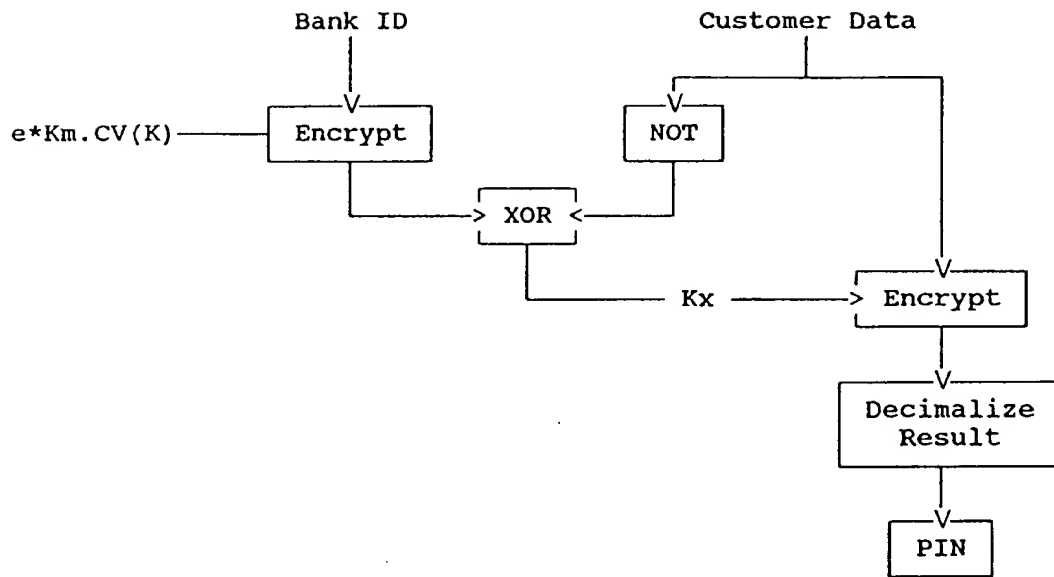 Bank ID
Customer Data
e*Km.CV(K)
Encrypt
NOT
XOR
Kx
Encrypt
Decimalize
Result
PIN